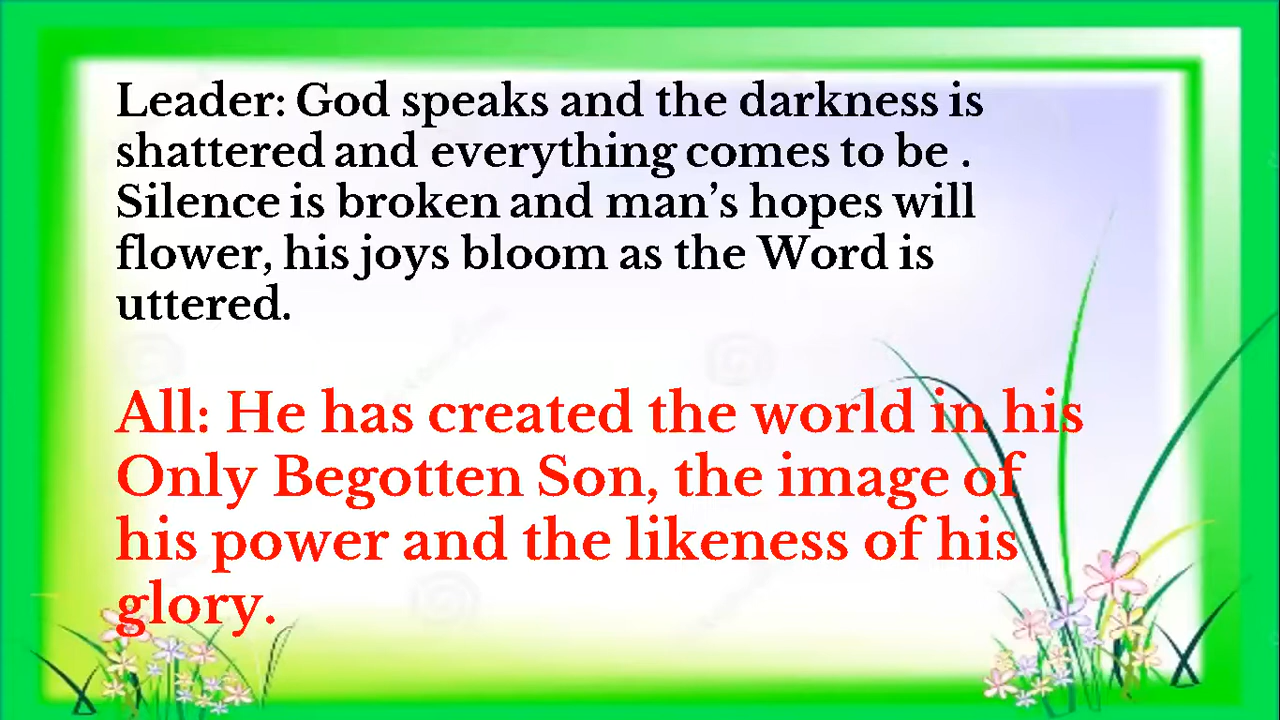 Leader: God speaks and the darkness is
shattered and everything comes to be .
Silence is broken and man’s hopes will
flower, his joys bloom as the Word is
uttered.
All: He has created the world in his
Only Begotten Son, the image of
his power and the likeness of his
glory.